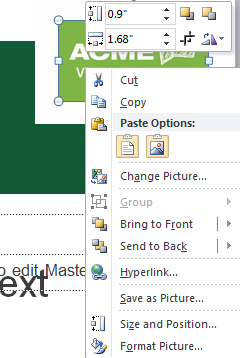 0.9"
1.68"
ACME
Cut
Copy
Paste Options:
Change Picture...
Group
Bring to Front
Send to Back
Hyperlink...
Save as Picture...
Size and Position...
Format Picture...
o edit Maste
ext